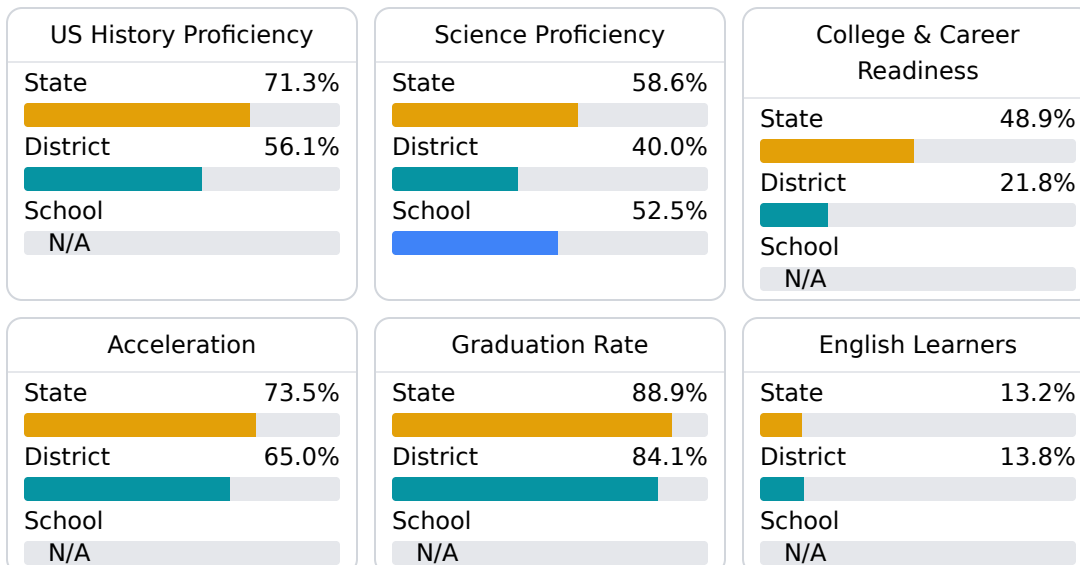 US History Proficiency
State 71.3%
District 56.1%
School
N/A
Science Proficiency
State 58.6%
District 40.0%
School 52.5%
College & Career
Readiness
State 48.9%
District 21.8%
School
N/A
Acceleration
State 73.5%
District 65.0%
School
N/A
Graduation Rate
State 88.9%
District 84.1%
School
N/A
English Learners
State 13.2%
District 13.8%
School
N/A